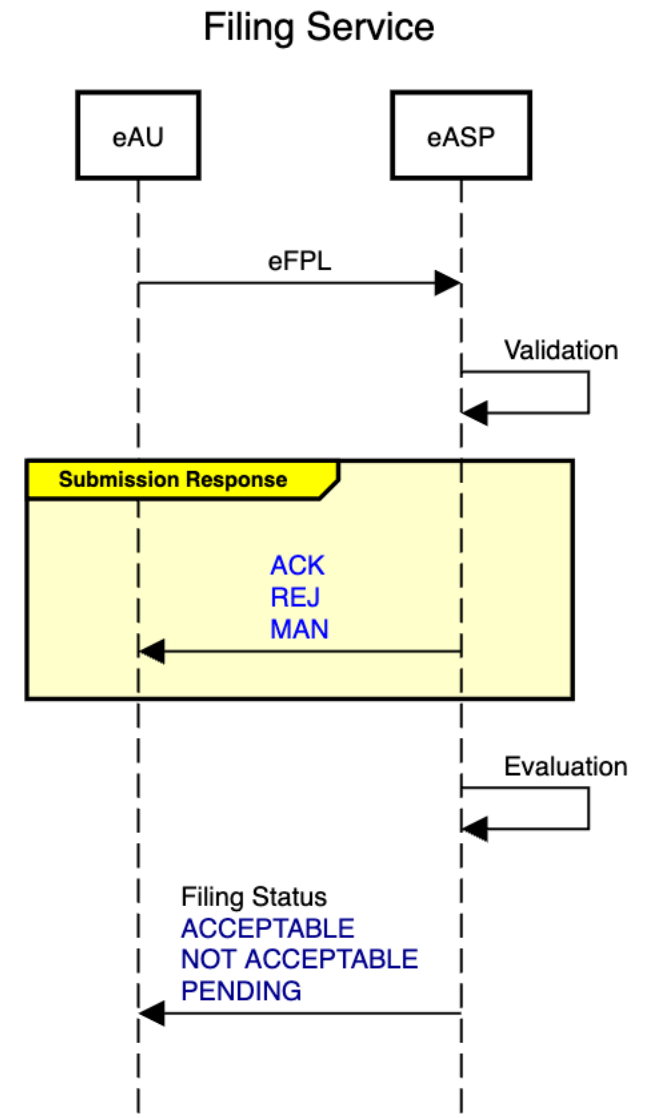 Filing Service
eAU
eASP
eFPL
Validation
Submission Response
ACK
REJ
MAN
Evaluation
Filing Status
ACCEPTABLE
NOT ACCEPTABLE
PENDING